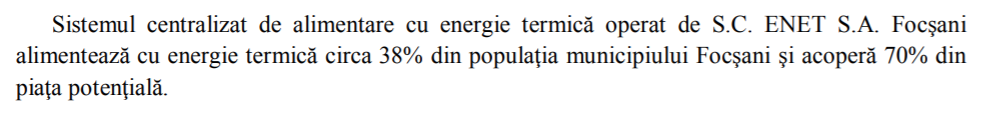 Sistemul centralizat de alimentare cu energie termică operat de S.C. ENET S.A. Focşani
alimentează cu energie termică circa 38% din populaţia municipiului Focşani şi acoperă 70% din
piaţa potenţială.